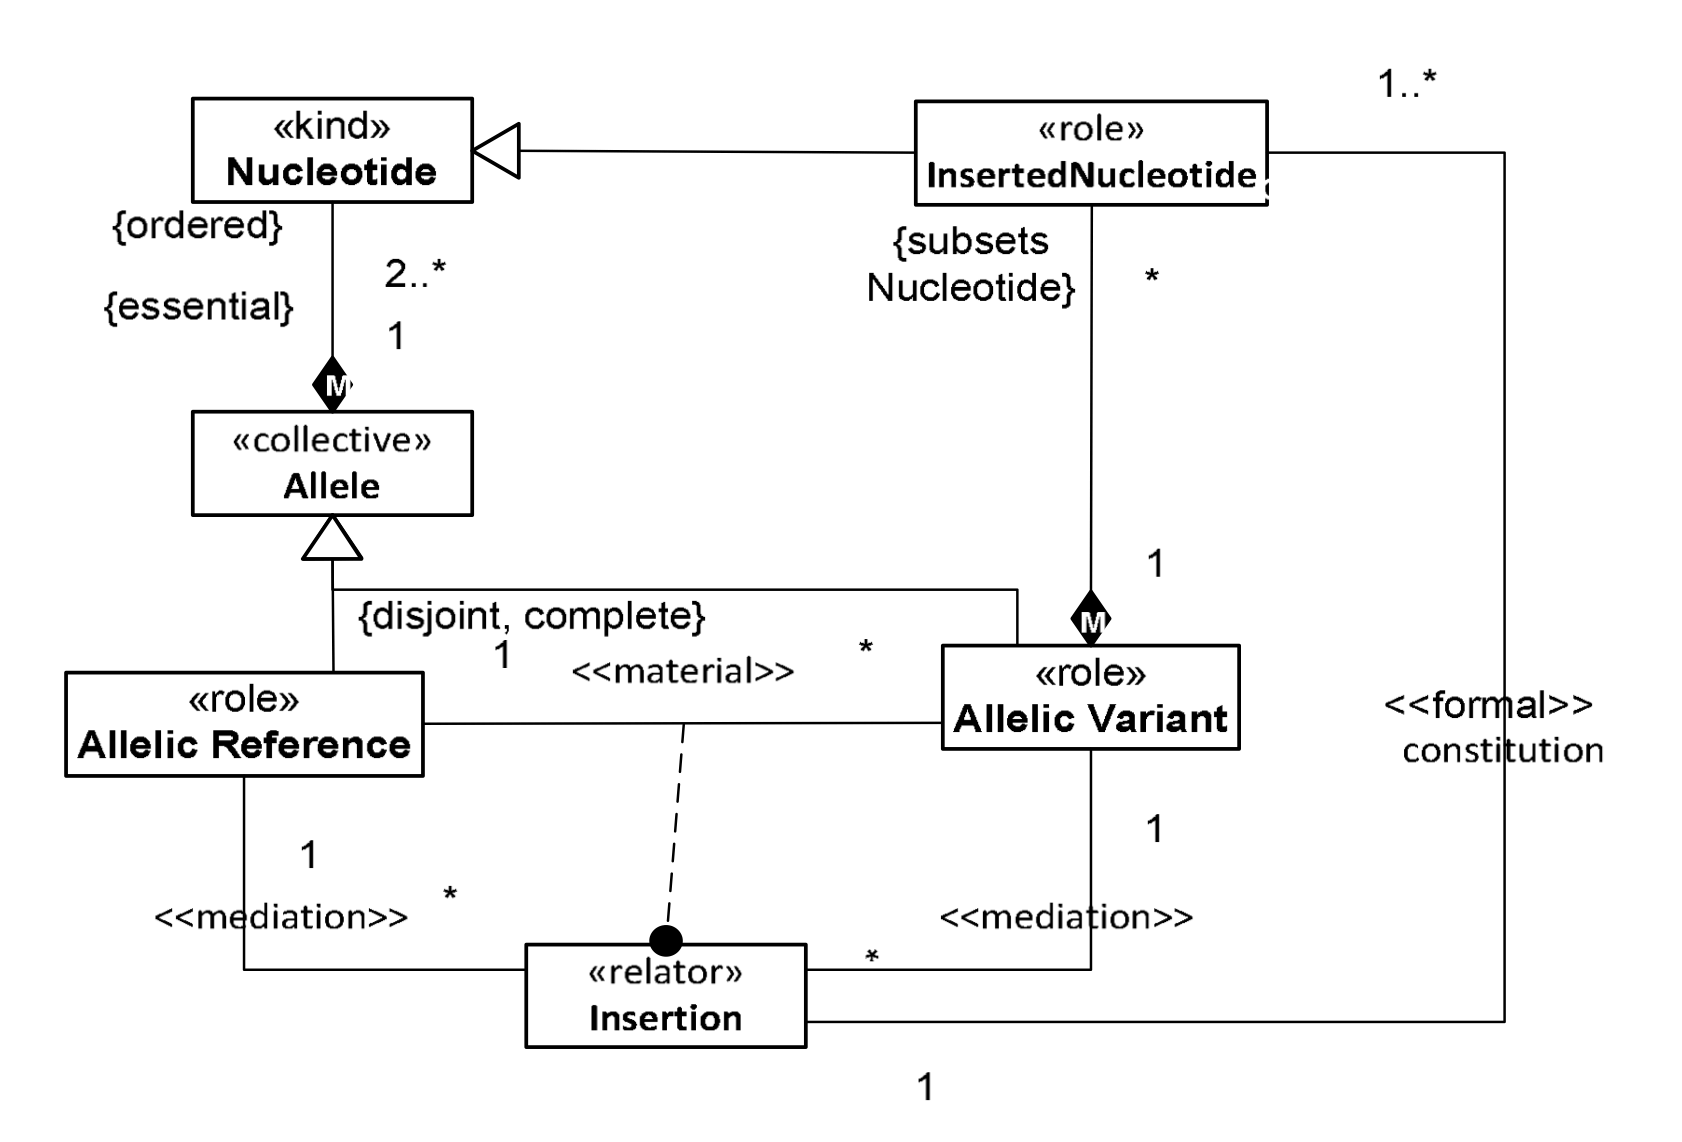 1..*
«kind»
Nucleotide
«role»
InsertedNucleotide
{ordered}
2..*
{essential}
1
{subsets
Nucleotide}
*
M
«collective»
Allele
1
M
{disjoint, complete}
1
<<material>>
*
«role»
Allelic Reference
«role»
Allelic Variant
<<formal>>
constitution
1
*
<<mediation>>
1
<<mediation>>
*
«relator»
Insertion
1